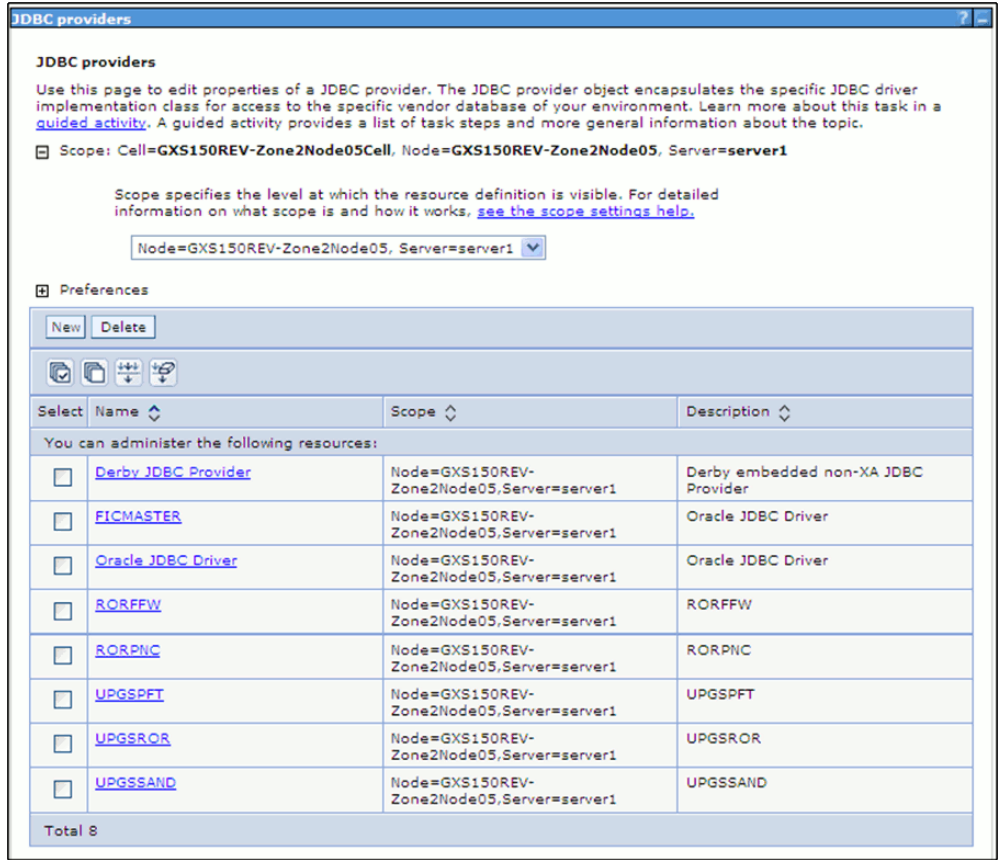 JDBC providers
? –
JDBC providers
Use this page to edit properties of a JDBC provider. The JDBC provider object encapsulates the specific JDBC driver
implementation class for access to the specific vendor database of your environment. Learn more about this task in a
guided activity. A guided activity provides a list of task steps and more general information about the topic.
Scope: Cell=GXS150REV-Zone2Node05Cell, Node=GXS150REV-Zone2Node05, Server=server1
Scope specifies the level at which the resource definition is visible. For detailed
information on what scope is and how it works, see the scope settings help.
Node=GXS150REV-Zone2Node05, Server=server1
Preferences
New Delete
Select Name Scope Description
You can administer the following resources:
Derby JDBC Provider Node=GXS150REV- Derby embedded non-XA JDBC
Zone2Node05,Server=server1 Provider
FICMASTER Node=GXS150REV- Oracle JDBC Driver
Zone2Node05,Server=server1
Oracle JDBC Driver Node=GXS150REV- Oracle JDBC Driver
Zone2Node05,Server=server1
RORFFW Node=GXS150REV- RORFFW
Zone2Node05,Server=server1
RORPNC Node=GXS150REV- RORPNC
Zone2Node05,Server=server1
UPGSPFT Node=GXS150REV- UPGSPFT
Zone2Node05,Server=server1
UPGSROR Node=GXS150REV- UPGSROR
Zone2Node05,Server=server1
UPGSSAND Node=GXS150REV- UPGSSAND
Zone2Node05,Server=server1
Total 8